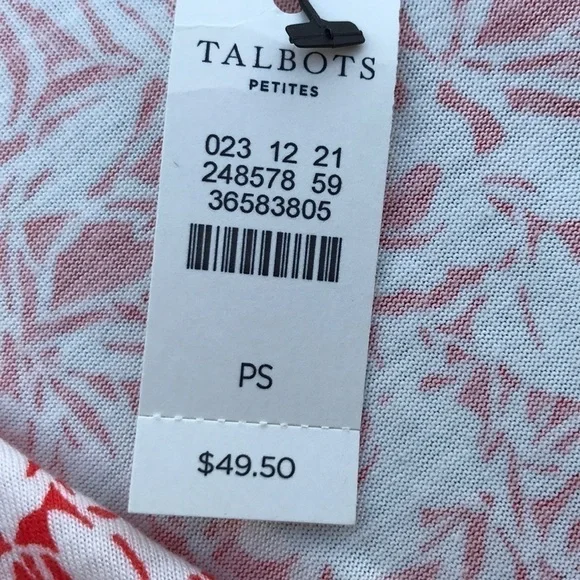 TALBOTS
PETITES
023 12 21
248578 59
36583805
PS
$49.50